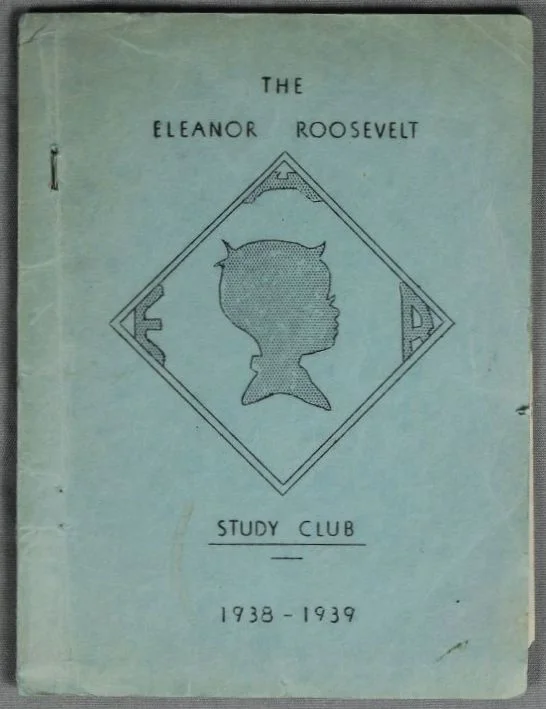 THE
ELEANOR ROOSEVELT
E R
STUDY CLUB
1938-1939